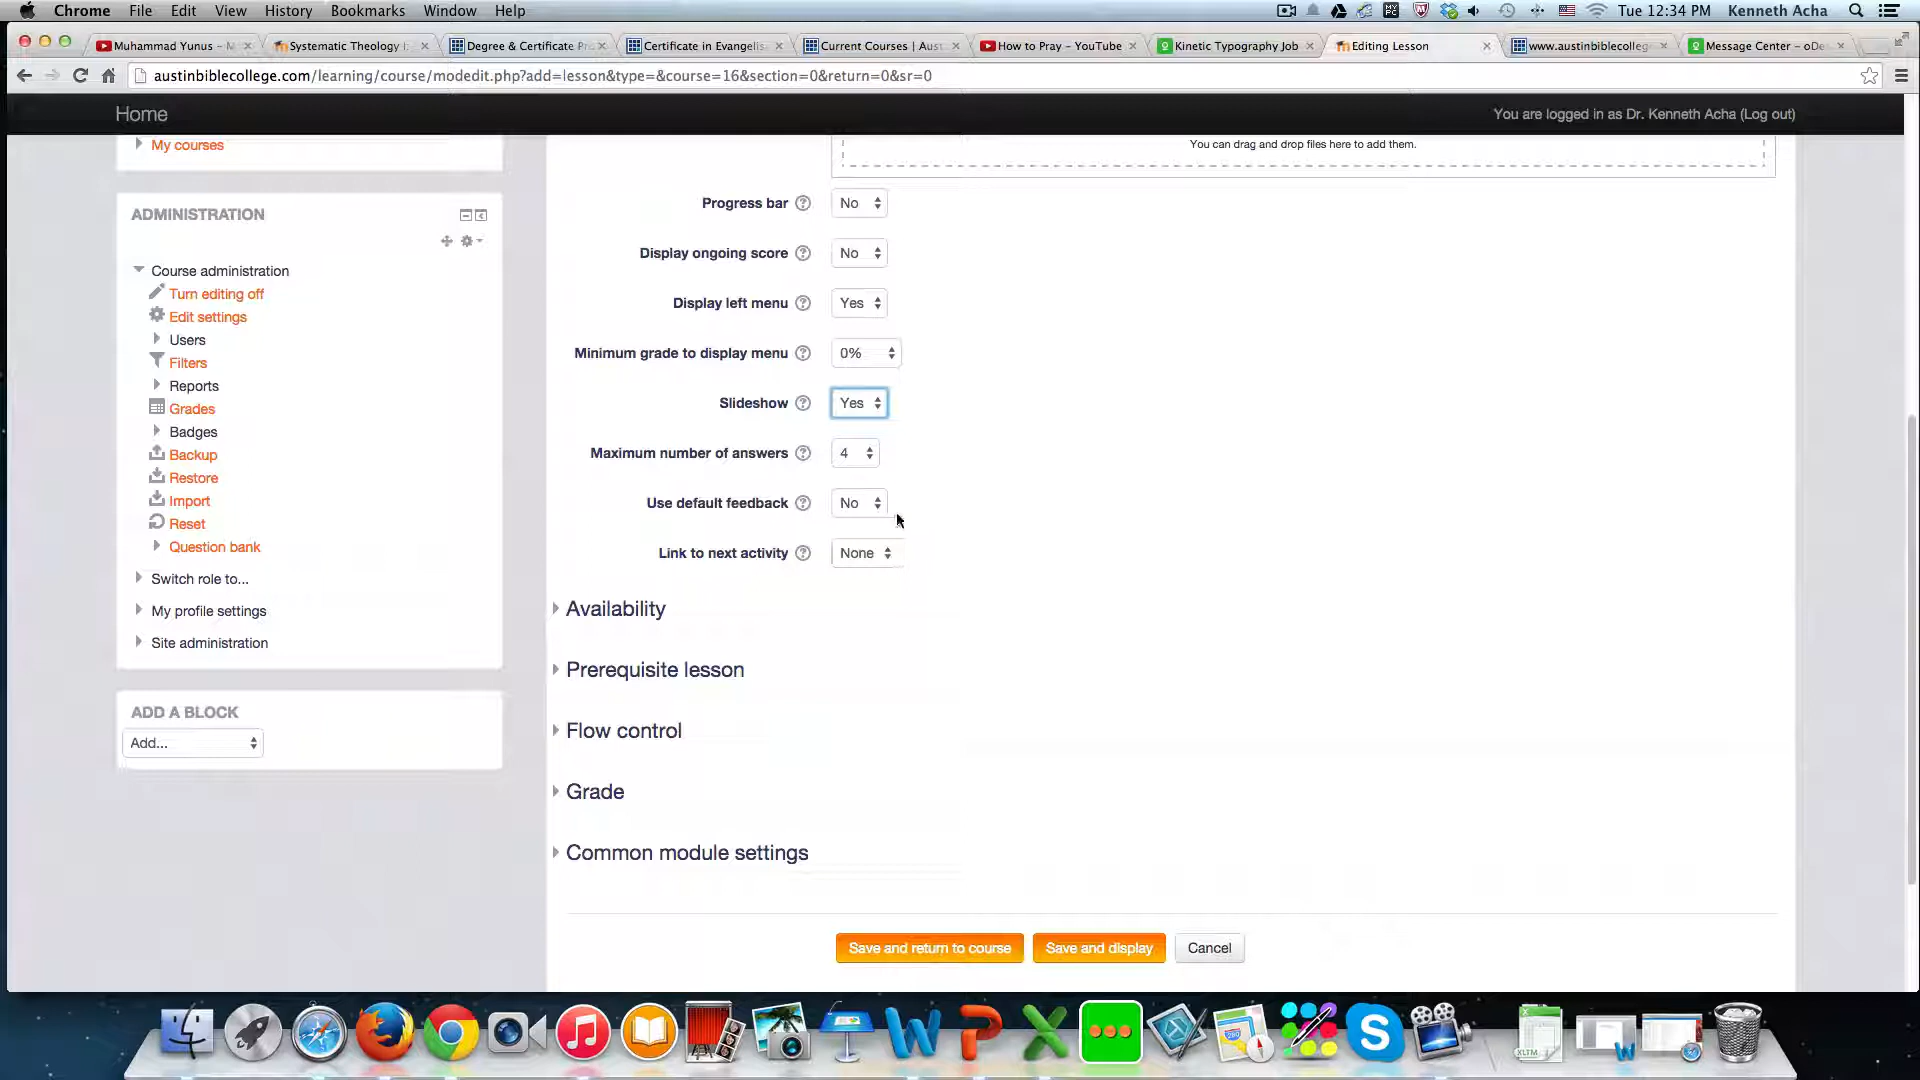 Chrome File Edit View History Bookmarks Window Help Tue 12:34 PM Kenneth Acha
Muhammad Yunus - M
Systematic Theology
Degree & Certificate Pr
Certificate in Evangelis
Current Courses | Aus
How to Pray - YouTube
Kinetic Typography Job
Editing Lesson
www.austinbiblecolleg
Message Center - oDe
austinbiblecollege.com/learning/course/modedit.php?add=lesson&type=&course=16&section=0&return=0&sr=0
Home
You are logged in as Dr. Kenneth Acha (Log out)
My courses
ADMINISTRATION
Course administration
Turn editing off
Edit settings
Users
Filters
Reports
Grades
Badges
Backup
Restore
Import
Reset
Question bank
Switch role to...
My profile settings
Site administration
ADD A BLOCK
Add...
You can drag and drop files here to add them.
Progress bar No
Display ongoing score No
Display left menu Yes
Minimum grade to display menu 0%
Slideshow Yes
Maximum number of answers 4
Use default feedback No
Link to next activity None
Availability
Prerequisite lesson
Flow control
Grade
Common module settings
Save and return to course
Save and display
Cancel
XLTM